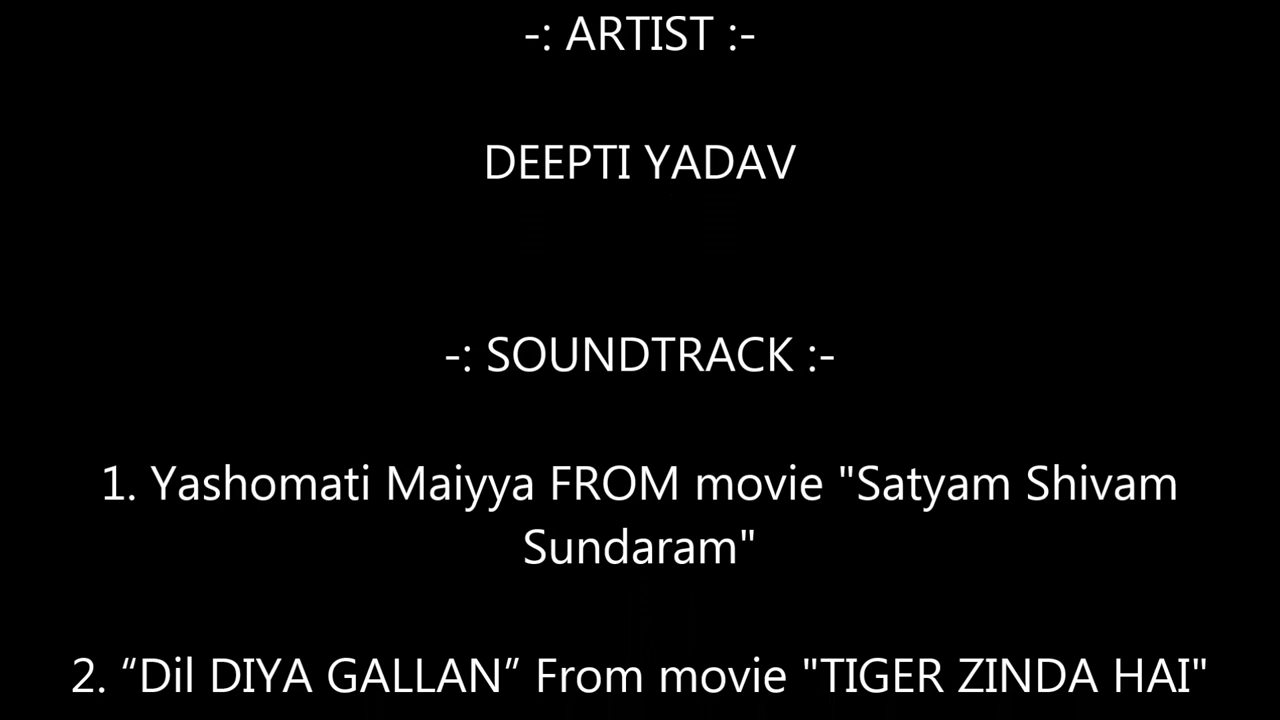 -: ARTIST :-
DEEPTI YADAV
-: SOUNDTRACK :-
1. Yashomati Maiyya FROM movie "Satyam Shivam
Sundaram"
2. “Dil DIYA GALLAN” From movie "TIGER ZINDA HAI"